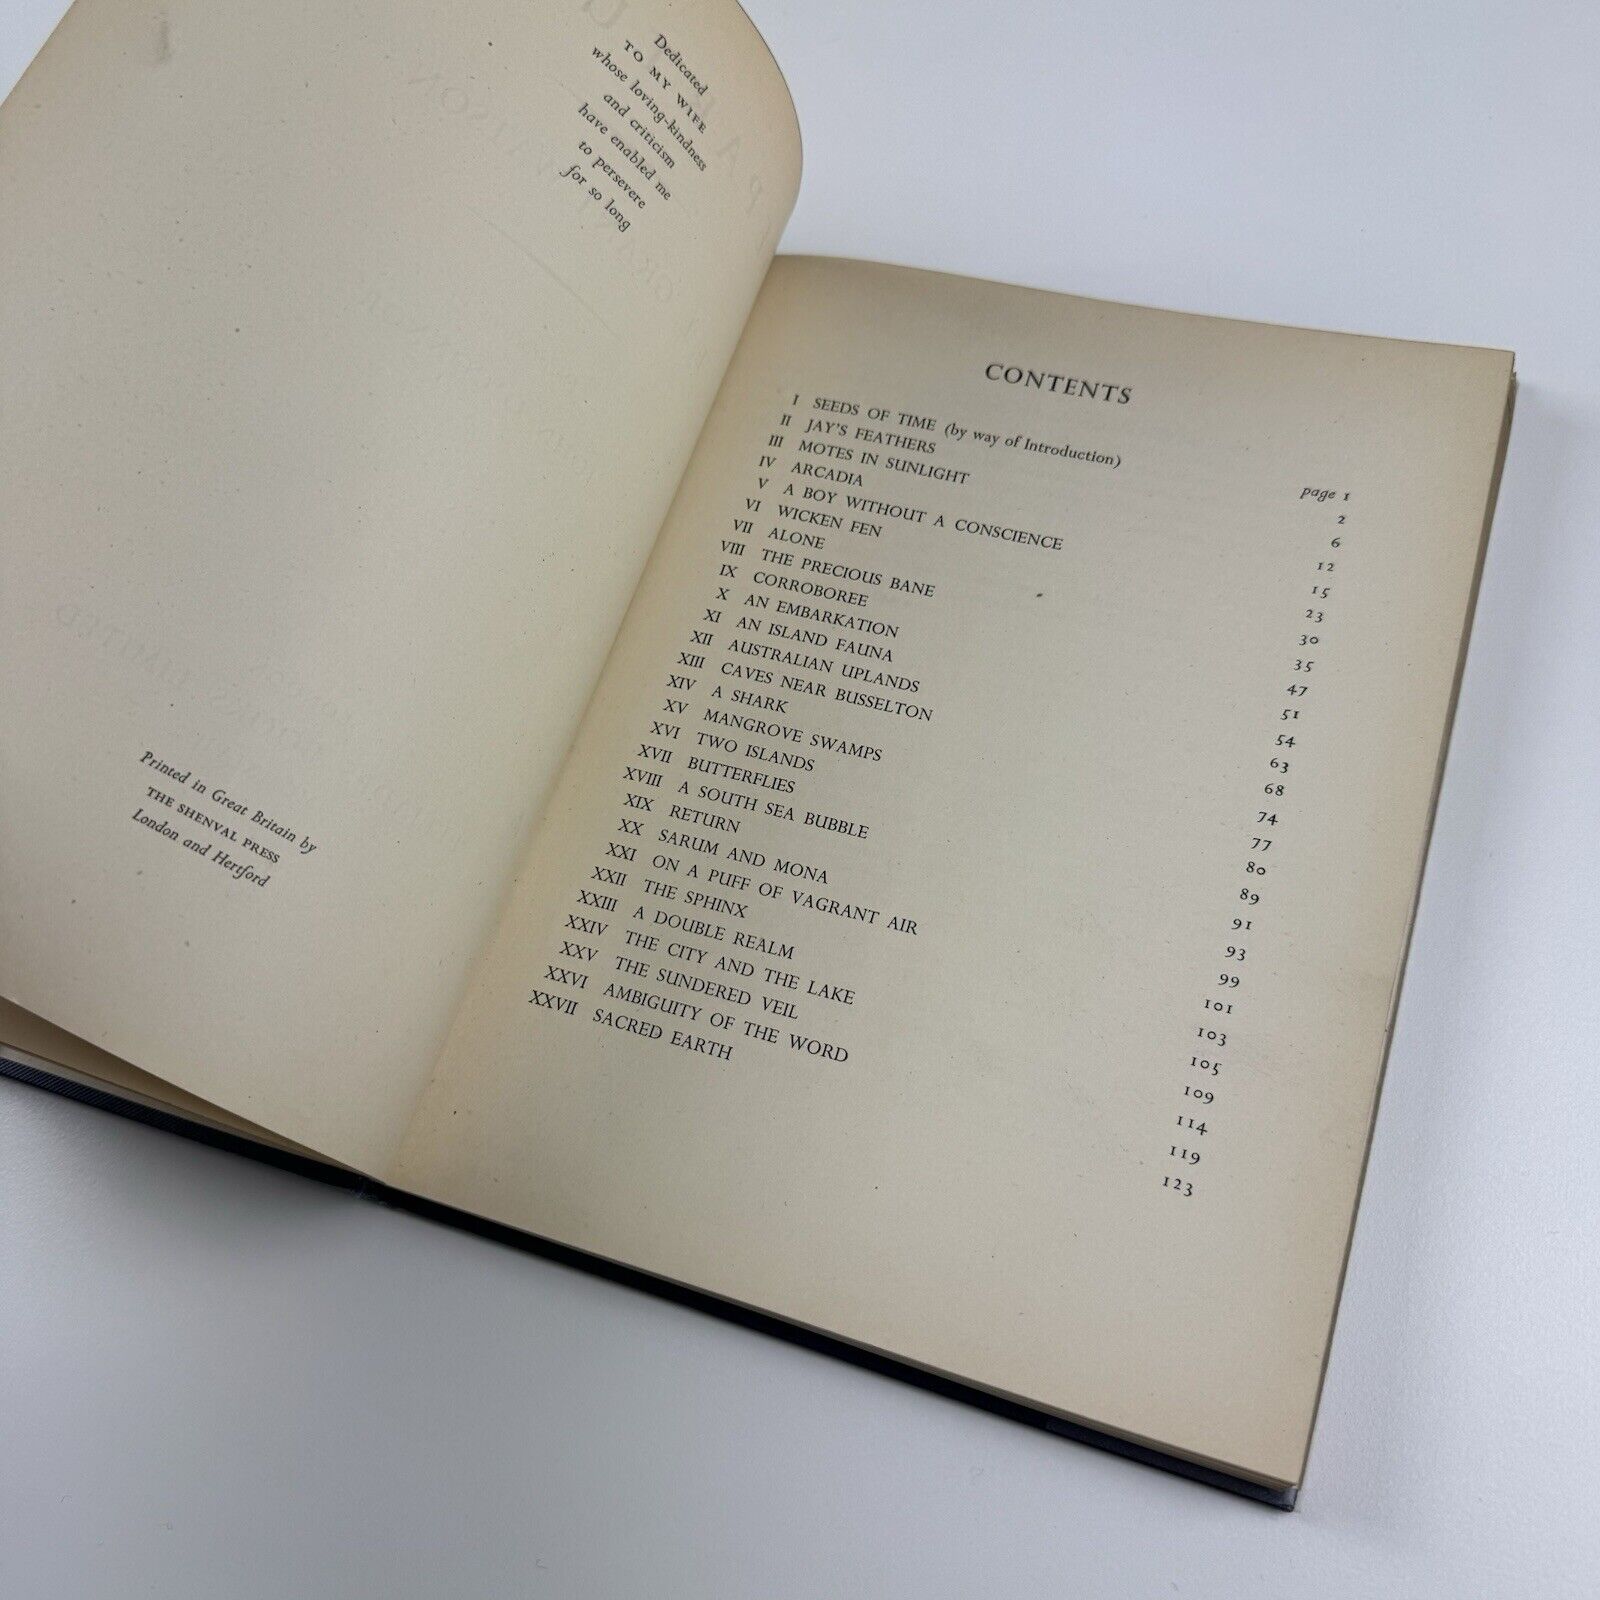 Dedicated
TO MY WIFE
whose loving-kindness
and criticism
have enabled me
to persevere
for so long
Printed in Great Britain by
THE SHENVAL PRESS
London and Hertford
CONTENTS
I SEEDS OF TIME (by way of Introduction) page 1
II JAY'S FEATHERS 2
III MOTES IN SUNLIGHT 6
IV ARCADIA 12
V A BOY WITHOUT A CONSCIENCE 15
VI WICKEN FEN 23
VII ALONE 30
VIII THE PRECIOUS BANE 35
IX CORROBOREE 47
X AN EMBARKATION 51
XI AN ISLAND FAUNA 54
XII AUSTRALIAN UPLANDS 63
XIII CAVES NEAR BUSSELTON 68
XIV A SHARK 74
XV MANGROVE SWAMPS 77
XVI TWO ISLANDS 80
XVII BUTTERFLIES 89
XVIII A SOUTH SEA BUBBLE 91
XIX RETURN 93
XX SARUM AND MONA 99
XXI ON A PUFF OF VAGRANT AIR 101
XXII THE SPHINX 103
XXIII A DOUBLE REALM 105
XXIV THE CITY AND THE LAKE 109
XXV THE SUNDERED VEIL 114
XXVI AMBIGUITY OF THE WORD 119
XXVII SACRED EARTH 123